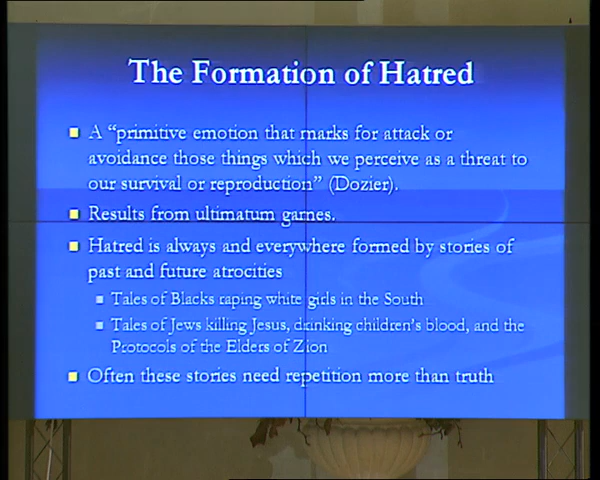 The Formation of Hatred
A “primitive emotion that marks for attack or
avoidance those things which we perceive as a threat to
our survival or reproduction” (Dozier).
Results from ultimatum games.
Hatred is always and everywhere formed by stories of
past and future atrocities
Tales of Blacks raping white girls in the South
Tales of Jews killing Jesus, drinking children’s blood, and the
Protocols of the Elders of Zion
Often these stories need repetition more than truth